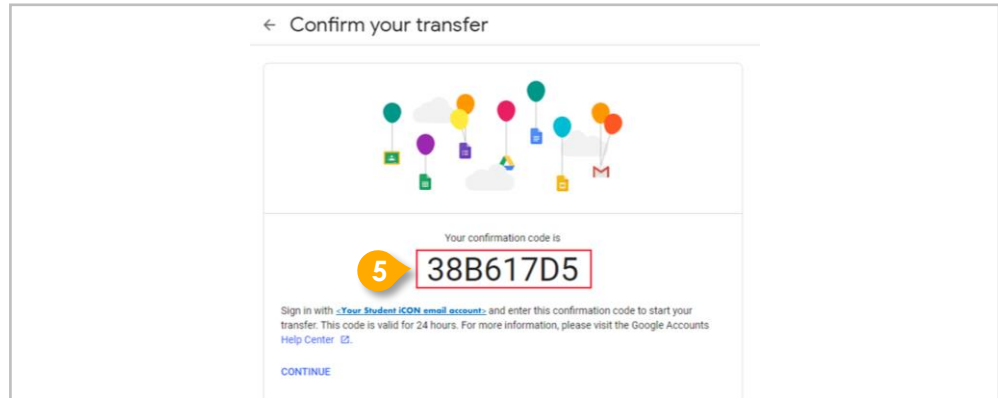 ← Confirm your transfer
Your confirmation code is
5
38B617D5
Sign in with <Your Student iCON email account> and enter this confirmation code to start your
transfer. This code is valid for 24 hours. For more information, please visit the Google Accounts
Help Center.
CONTINUE